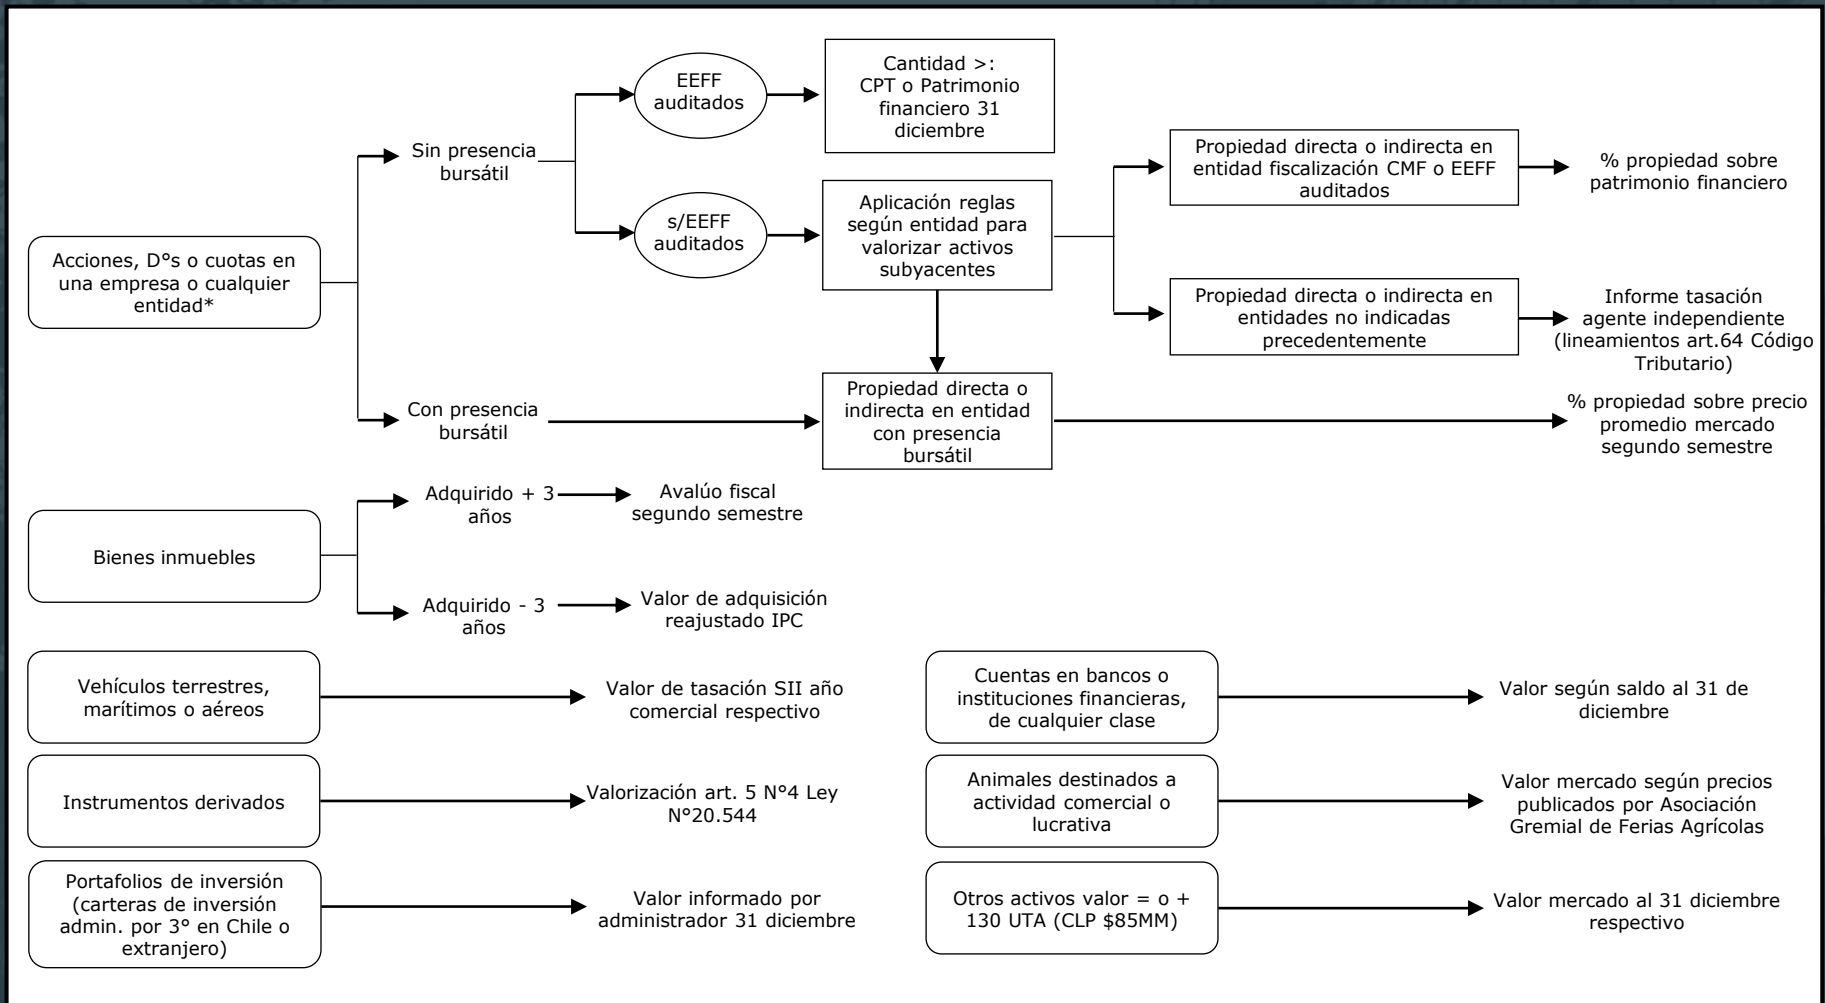 Acciones, D°s o cuotas en
una empresa o cualquier
entidad*
Sin presencia
bursátil
EEFF
auditados
Cantidad >:
CPT o Patrimonio
financiero 31
diciembre
s/EEFF
auditados
Aplicación reglas
según entidad para
valorizar activos
subyacentes
Propiedad directa o indirecta en
entidad fiscalización CMF o EEFF
auditados
% propiedad sobre
patrimonio financiero
Propiedad directa o indirecta en
entidades no indicadas
precedentemente
Informe tasación
agente independiente
(lineamientos art.64 Código
Tributario)
Con presencia
bursátil
Propiedad directa o
indirecta en entidad
con presencia
bursátil
% propiedad sobre precio
promedio mercado
segundo semestre
Bienes inmuebles
Adquirido + 3
años
Avalúo fiscal
segundo semestre
Adquirido - 3
años
Valor de adquisición
reajustado IPC
Vehículos terrestres,
marítimos o aéreos
Valor de tasación SII año
comercial respectivo
Cuentas en bancos o
instituciones financieras,
de cualquier clase
Valor según saldo al 31 de
diciembre
Instrumentos derivados
Valorización art. 5 N°4 Ley
N°20.544
Animales destinados a
actividad comercial o
lucrativa
Valor mercado según precios
publicados por Asociación
Gremial de Ferias Agrícolas
Portafolios de inversión
(carteras de inversión
admin. por 3° en Chile o
extranjero)
Valor informado por
administrador 31 diciembre
Otros activos valor = o +
130 UTA (CLP $85MM)
Valor mercado al 31 diciembre
respectivo